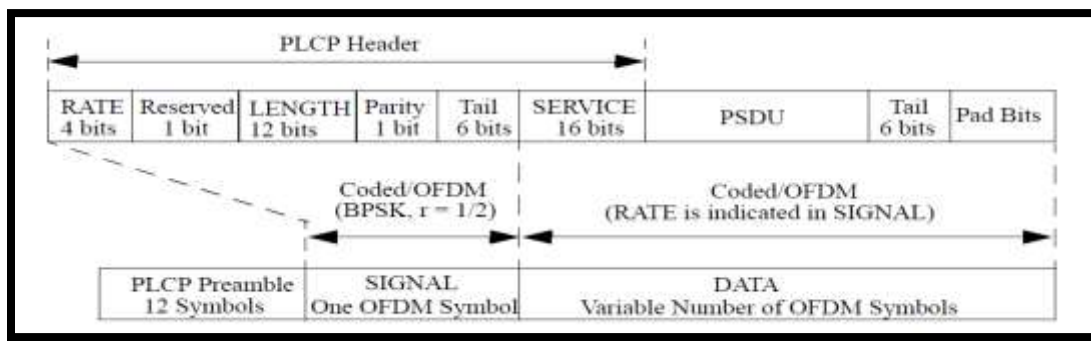 PLCP Header
RATE Reserved LENGTH Parity Tail SERVICE PSDU Tail Pad Bits
4 bits 1 bit 12 bits 1 bit 6 bits 16 bits 6 bits
Coded/OFDM Coded/OFDM
(BPSK, r = 1/2) (RATE is indicated in SIGNAL)
PLCP Preamble SIGNAL DATA
12 Symbols One OFDM Symbol Variable Number of OFDM Symbols